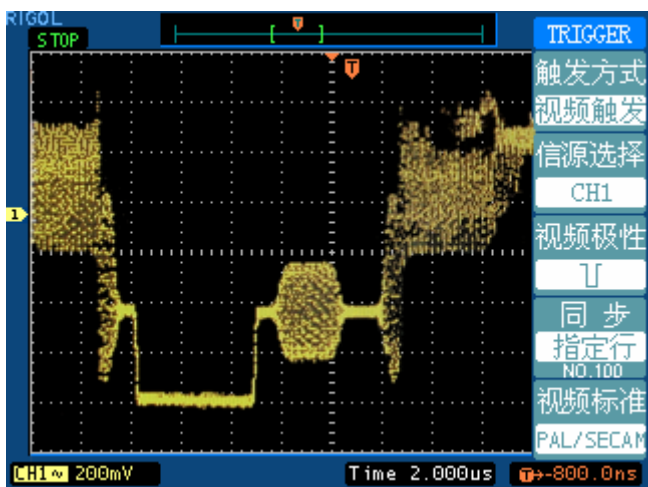 RIGOL
STOP
T
TRIGGER
触发方式
视频触发
信源选择
CH1
视频极性
同 步
指定行
NO.100
视频标准
PAL/SECAM
T
1
CH1~ 200mV
Time 2.000us
T→-800.0ns